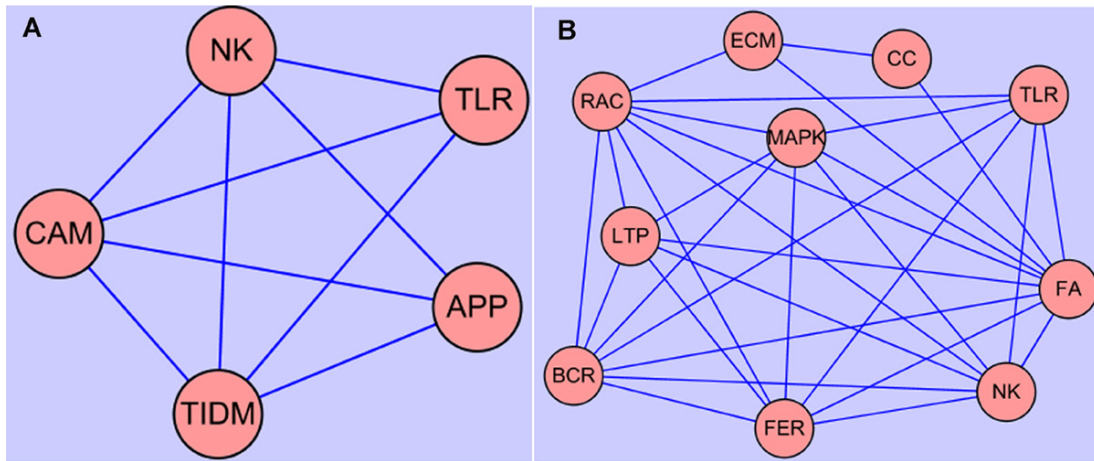 A
NK
TLR
CAM
APP
TIDM
B
ECM
CC
RAC
TLR
MAPK
LTP
FA
BCR
NK
FER